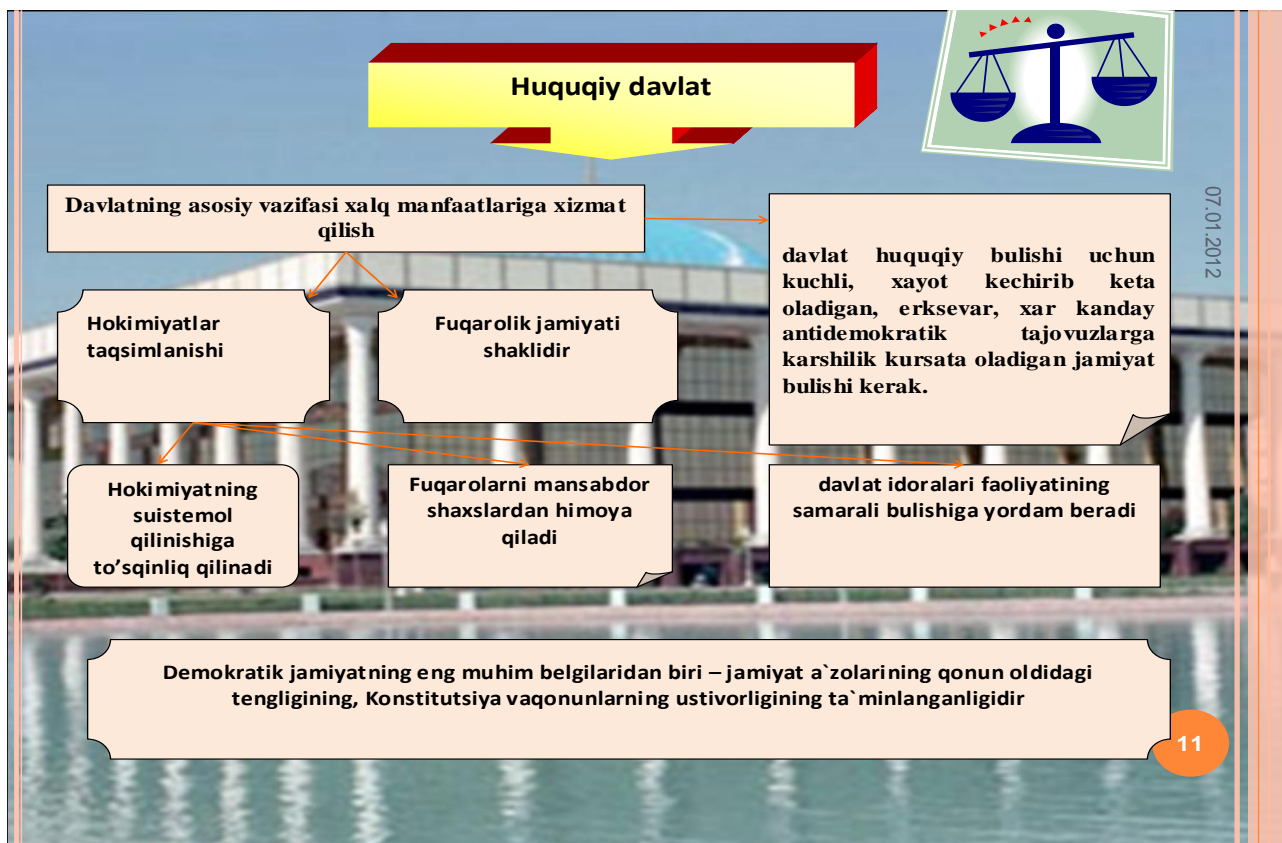 Huquqiy davlat
Davlatning asosiy vazifasi xalq manfaatlariga xizmat
qilish
davlat huquqiy bulishi uchun
kuchli, xayot kechirib keta
oladigan, erksevar, xar kanday
antidemokratik tajovuzlarga
karshilik kursata oladigan jamiyat
bulishi kerak.
07.01.2012
Hokimiyatlar
taqsimlanishi
Fuqarolik jamiyati
shaklidir
Hokimiyatning
suistemol
qilinishiga
to’sqinliq qilinadi
Fuqarolarni mansabdor
shaxslardan himoya
qiladi
davlat idoralari faoliyatining
samarali bulishiga yordam beradi
Demokratik jamiyatning eng muhim belgilaridan biri – jamiyat a`zolarining qonun oldidagi
tengligining, Konstitutsiya vaqonunlarning ustivorligining ta`minlanganligidir
11